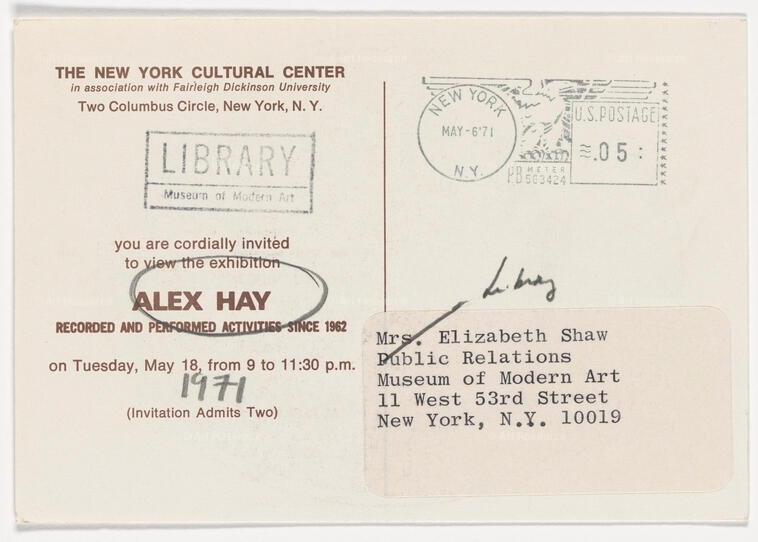 THE NEW YORK CULTURAL CENTER
in association with Fairleigh Dickinson University
Two Columbus Circle, New York, N. Y.
LIBRARY
Museum of Modern Art
you are cordially invited
to view the exhibition
ALEX HAY
RECORDED AND PERFORMED ACTIVITIES SINCE 1962
on Tuesday, May 18, from 9 to 11:30 p.m.
1971
(Invitation Admits Two)
NEW YORK
MAY-6'71
N.Y.
U.S. POSTAGE
.05
PB METER
583424
Library
Mrs. Elizabeth Shaw
Public Relations
Museum of Modern Art
11 West 53rd Street
New York, N.Y. 10019